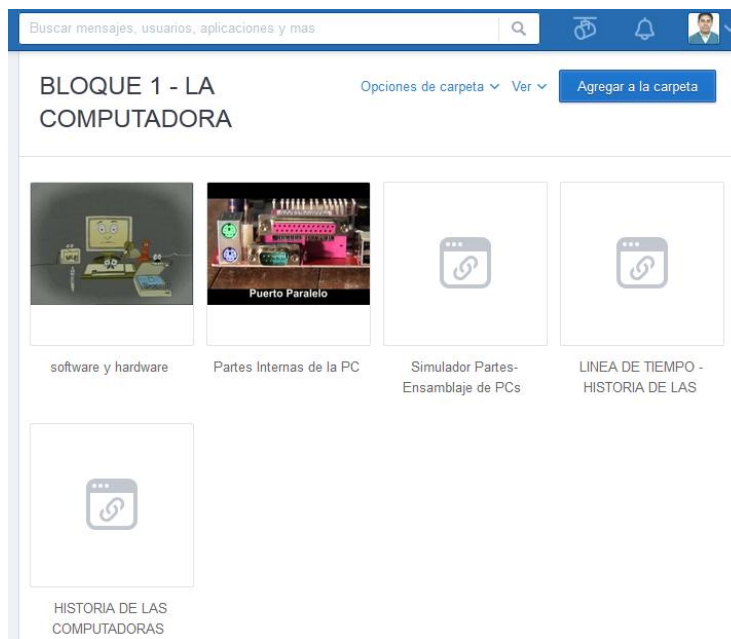 Buscar mensajes, usuarios, aplicaciones y mas
BLOQUE 1 - LA
COMPUTADORA
Opciones de carpeta
Ver
Agregar a la carpeta
Puerto Paralelo
software y hardware
Partes Internas de la PC
Simulador Partes-
Ensamblaje de PCs
LINEA DE TIEMPO -
HISTORIA DE LAS
HISTORIA DE LAS
COMPUTADORAS